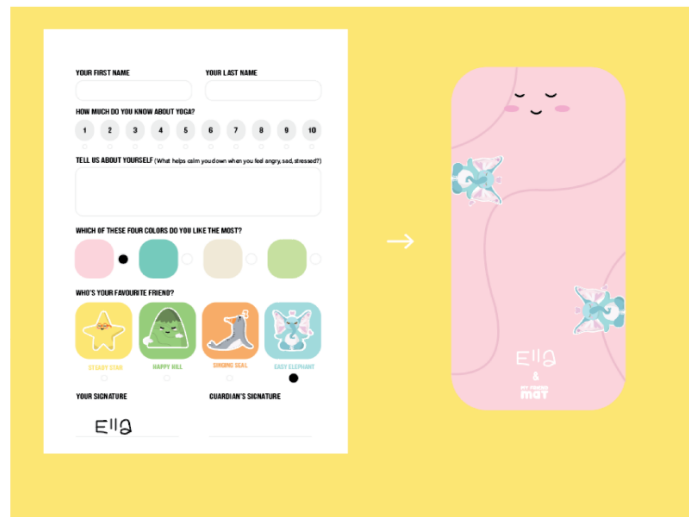 YOUR FIRST NAME YOUR LAST NAME
HOW MUCH DO YOU KNOW ABOUT YOGA?
1 2 3 4 5 6 7 8 9 10
TELL US ABOUT YOURSELF (What helps calm you down when you feel angry, sad, stressed?)
WHICH OF THESE FOUR COLORS DO YOU LIKE THE MOST?
WHO'S YOUR FAVOURITE FRIEND?
STEADY STAR HAPPY HILL SINGING SEAL EASY ELEPHANT
YOUR SIGNATURE GUARDIAN'S SIGNATURE
Ella
Ella
&
MAT